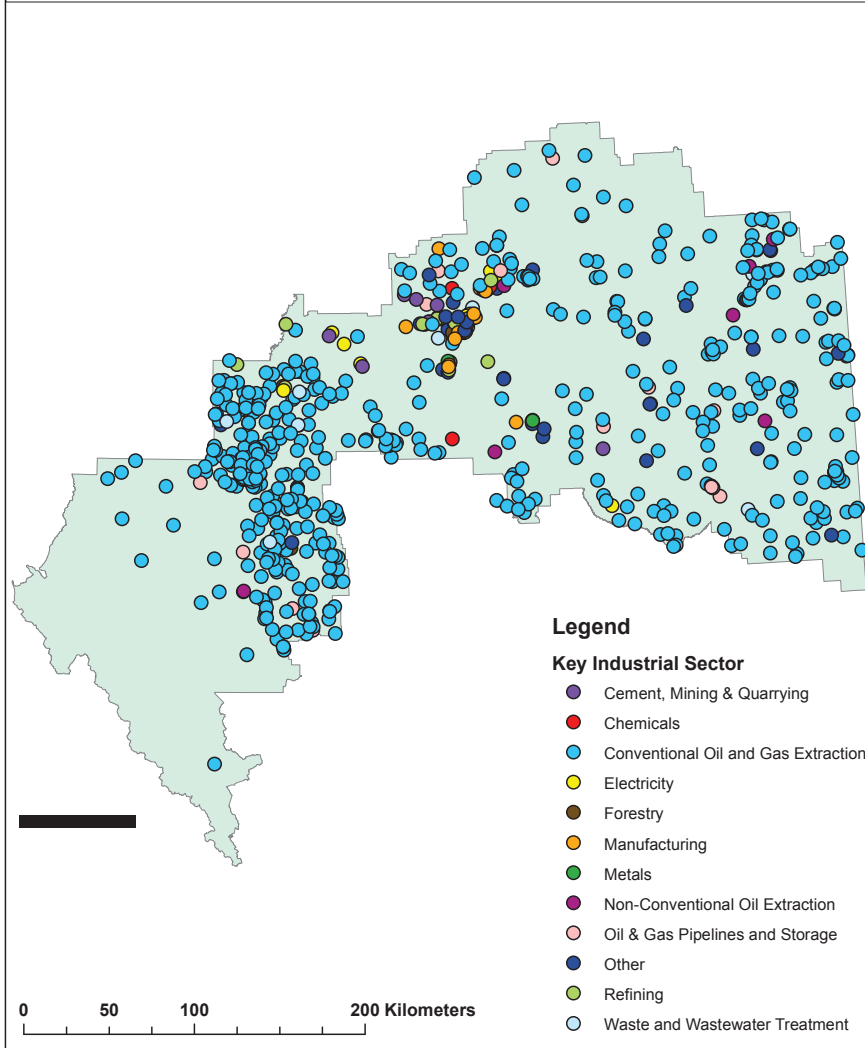 Legend
Key Industrial Sector
Cement, Mining & Quarrying
Chemicals
Conventional Oil and Gas Extraction
Electricity
Forestry
Manufacturing
Metals
Non-Conventional Oil Extraction
Oil & Gas Pipelines and Storage
Other
Refining
Waste and Wastewater Treatment
0 50 100 200 Kilometers